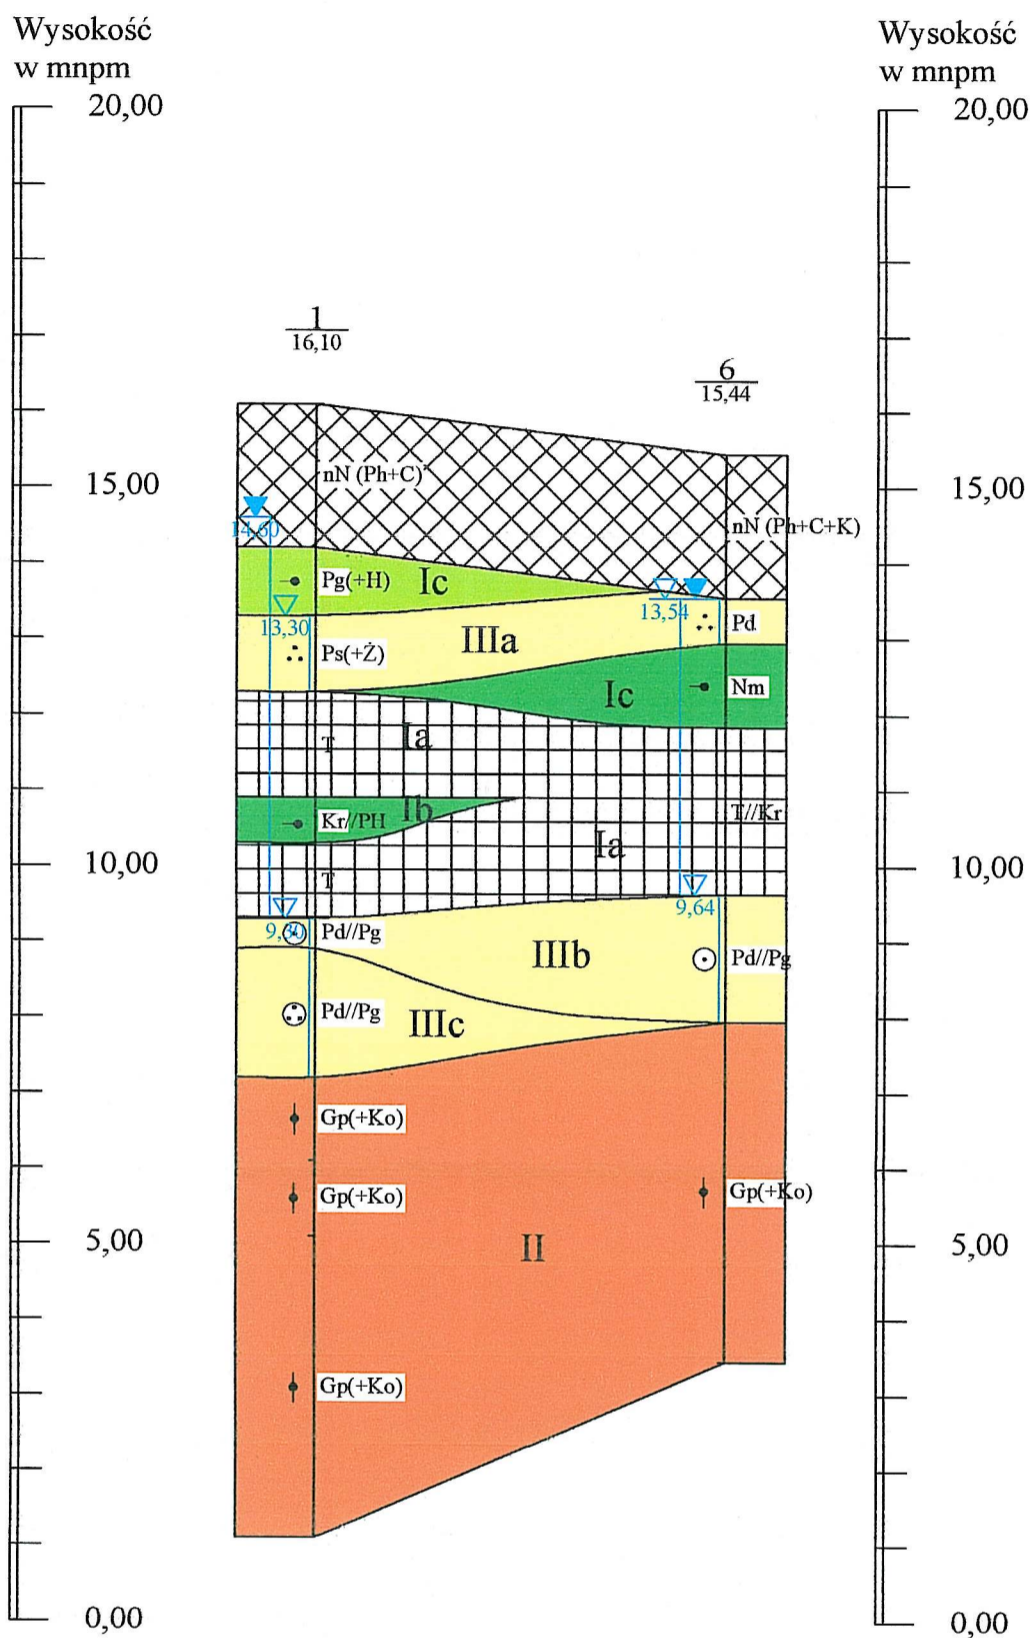 Wysokość
w mnpm
Wysokość
w mnpm
20,00
20,00
1
16,10
6
15,44
15,00
15,00
nN (Ph+C)
14,60
nN (Ph+C+K)
Pg(+H)
Ic
13,30
13,54
Pd
IIIa
Ps(+Ż)
Ic
Nm
Ia
T
Ib
Kr//PH
T//Kr
Ia
10,00
10,00
T
9,30
9,64
Pd//Pg
IIIb
Pd//Pg
Pd//Pg
IIIc
Gp(+Ko)
Gp(+Ko)
Gp(+Ko)
5,00
5,00
II
Gp(+Ko)
0,00
0,00